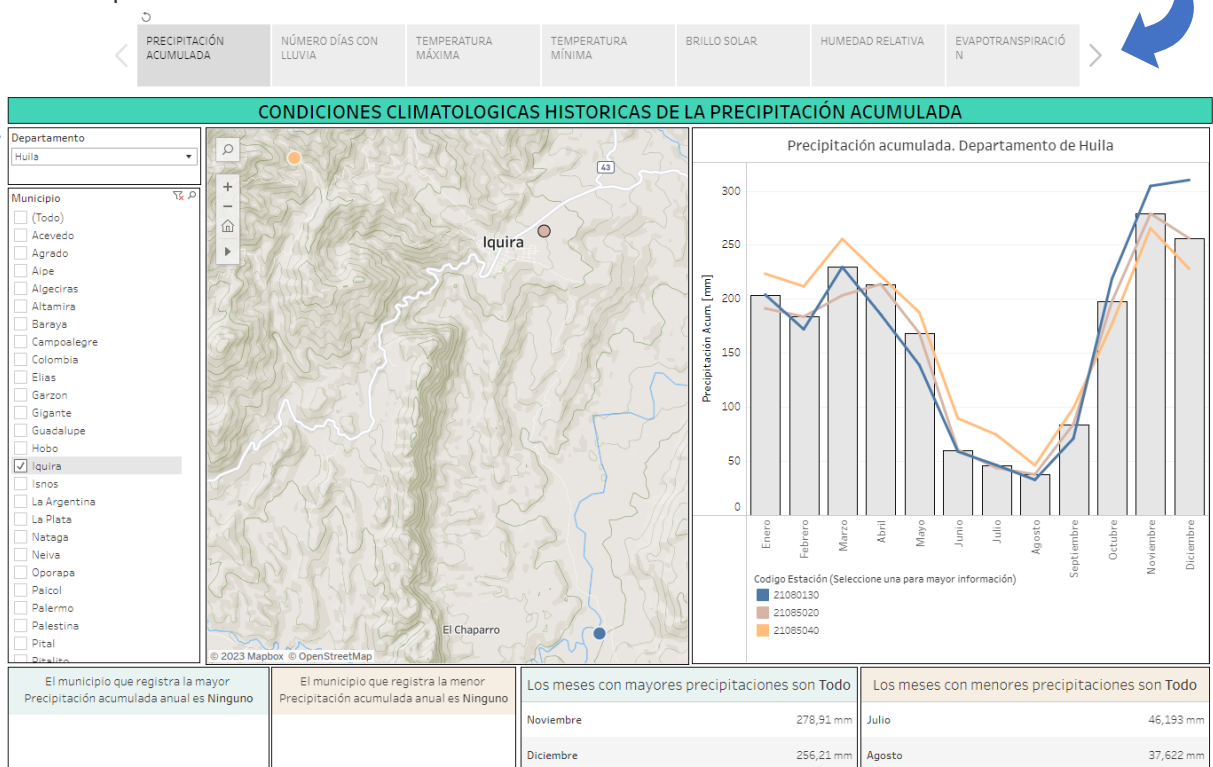 PRECIPITACIÓN
ACUMULADA
NÚMERO DÍAS CON
LLUVIA
TEMPERATURA
MÁXIMA
TEMPERATURA
MÍNIMA
BRILLO SOLAR
HUMEDAD RELATIVA
EVAPOTRANSPIRACIÓ
N
CONDICIONES CLIMATOLOGICAS HISTORICAS DE LA PRECIPITACIÓN ACUMULADA
Departamento
Huila
Municipio
(Todo)
Acevedo
Agrado
Aipe
Algeciras
Altamira
Baraya
Campoalegre
Colombia
Elias
Garzon
Gigante
Guadalupe
Hobo
Iquira
Isnos
La Argentina
La Plata
Nataga
Neiva
Oporapa
Paicol
Palermo
Palestina
Pital
Pitalito
43
Iquira
El Chaparro
© 2023 Mapbox © OpenStreetMap
Precipitación acumulada. Departamento de Huila
Precipitación Acum. [mm]
300
250
200
150
100
50
0
Enero
Febrero
Marzo
Abril
Mayo
Junio
Julio
Agosto
Septiembre
Octubre
Noviembre
Diciembre
Codigo Estación (Seleccione una para mayor información)
21080130
21085020
21085040
El municipio que registra la mayor
Precipitación acumulada anual es Ninguno
El municipio que registra la menor
Precipitación acumulada anual es Ninguno
Los meses con mayores precipitaciones son Todo
Noviembre 278,91 mm
Diciembre 256,21 mm
Los meses con menores precipitaciones son Todo
Julio 46,193 mm
Agosto 37,622 mm